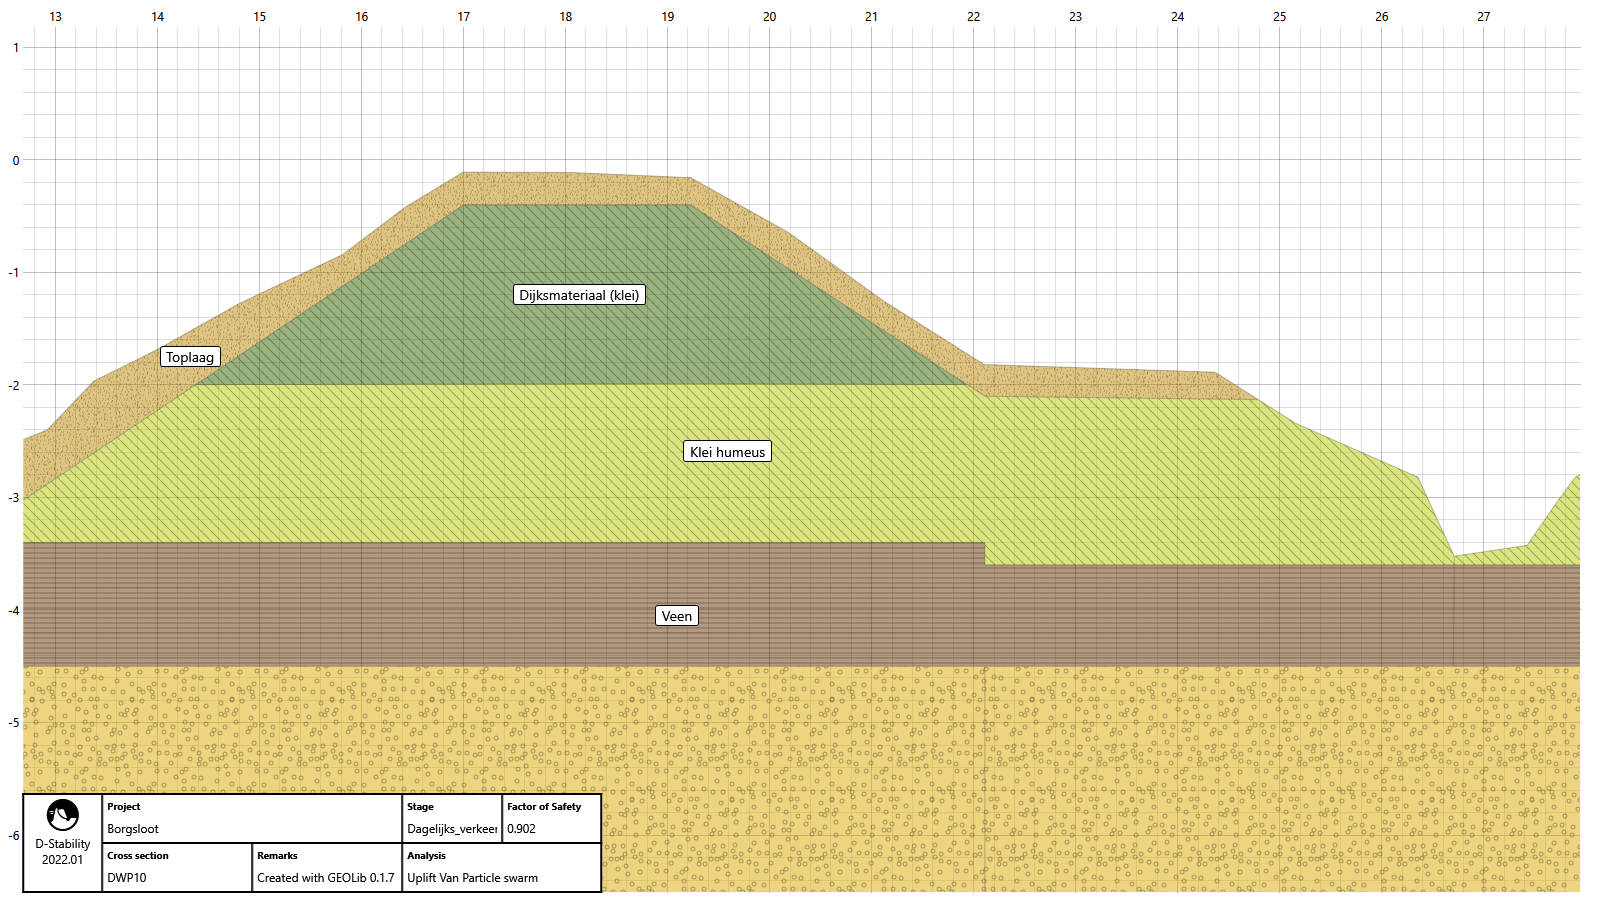 13 14 15 16 17 18 19 20 21 22 23 24 25 26 27
1
0
-1
Dijksmateriaal (klei)
Toplaag
-2
Klei humeus
-3
-4
Veen
-5
-6
Project
Borgsloot
Stage
Dagelijks_verkeer
Factor of Safety
0.902
D-Stability
2022.01
Cross section
DWP10
Remarks
Created with GEOLib 0.1.7
Analysis
Uplift Van Particle swarm